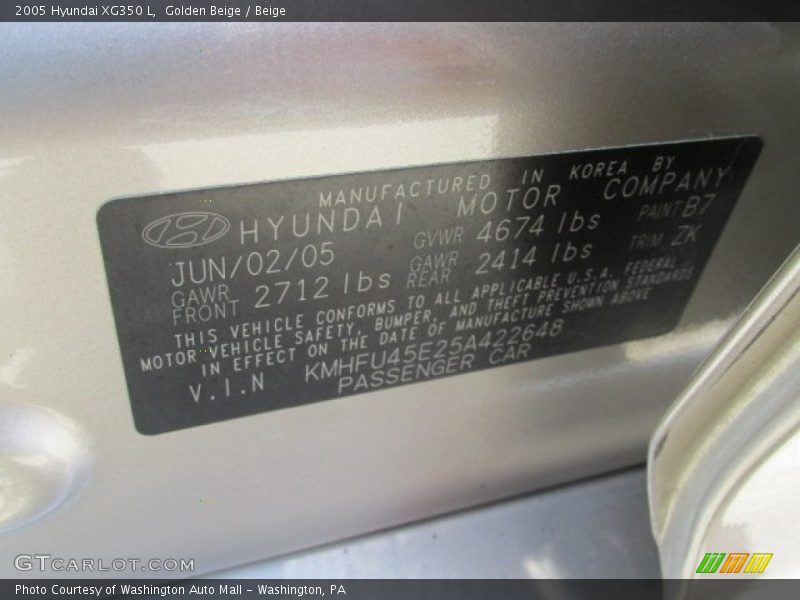 2005 Hyundai XG350 L,  Golden Beige / Beige
MANUFACTURED IN KOREA BY
HYUNDAI MOTOR COMPANY
JUN/02/05 GVWR 4674 lbs PAINT B7
GAWR FRONT 2712 lbs GAWR REAR 2414 lbs TRIM ZK
THIS VEHICLE CONFORMS TO ALL APPLICABLE U.S.A. FEDERAL
MOTOR VEHICLE SAFETY, BUMPER, AND THEFT PREVENTION STANDARDS
IN EFFECT ON THE DATE OF MANUFACTURE SHOWN ABOVE
V.I.N KMHFU45E25A422648
PASSENGER CAR
GTCARLOT.COM
Photo Courtesy of Washington Auto Mall - Washington, PA